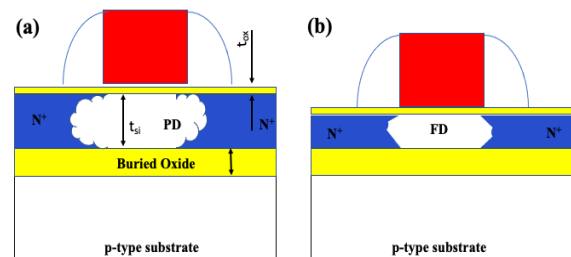 (a)
tox
N+
tsi
PD
N+
Buried Oxide
p-type substrate
(b)
N+
FD
N+
p-type substrate